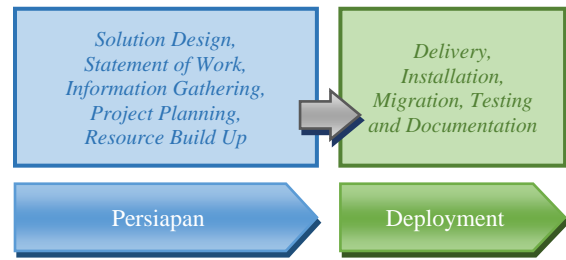 Solution Design,
Statement of Work,
Information Gathering,
Project Planning,
Resource Build Up
Delivery,
Installation,
Migration, Testing
and Documentation
Persiapan
Deployment